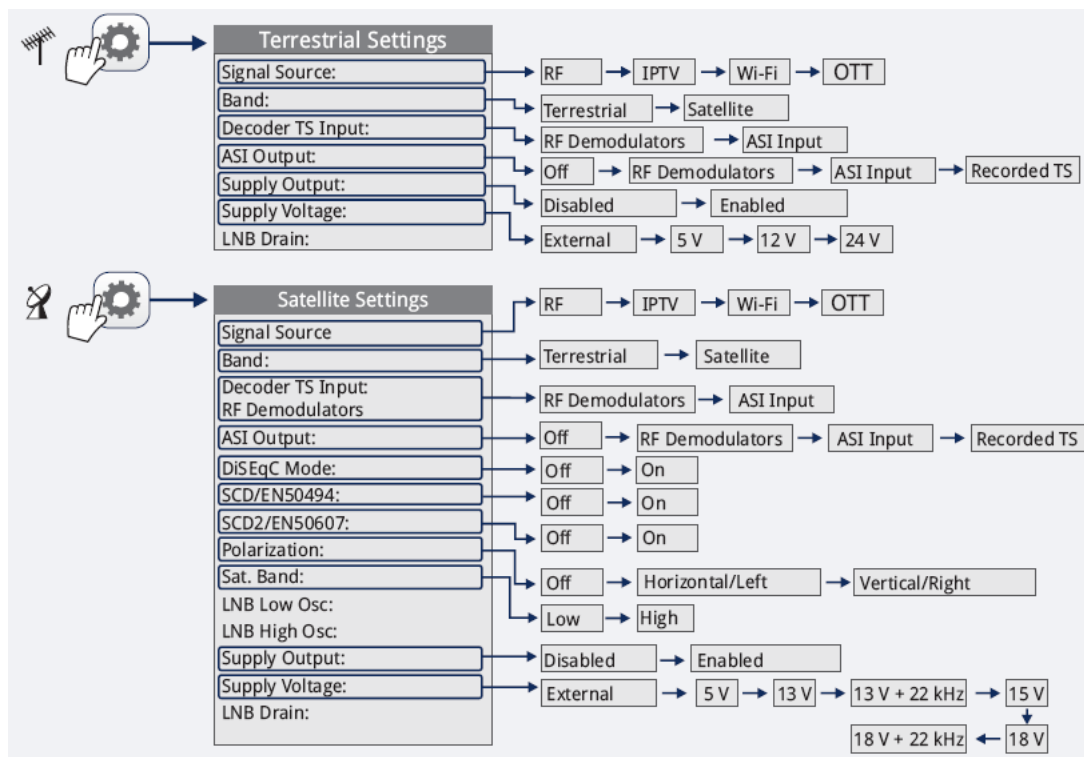 Terrestrial Settings
Signal Source:
RF
IPTV
Wi-Fi
OTT
Band:
Terrestrial
Satellite
Decoder TS Input:
RF Demodulators
ASI Input
ASI Output:
Off
RF Demodulators
ASI Input
Recorded TS
Supply Output:
Disabled
Enabled
Supply Voltage:
External
5 V
12 V
24 V
LNB Drain:
Satellite Settings
Signal Source
RF
IPTV
Wi-Fi
OTT
Band:
Terrestrial
Satellite
Decoder TS Input:
RF Demodulators
RF Demodulators
ASI Input
ASI Output:
Off
RF Demodulators
ASI Input
Recorded TS
DiSEqC Mode:
Off
On
SCD/EN50494:
Off
On
SCD2/EN50607:
Off
On
Polarization:
Off
Horizontal/Left
Vertical/Right
Sat. Band:
Low
High
LNB Low Osc:
LNB High Osc:
Supply Output:
Disabled
Enabled
Supply Voltage:
External
5 V
13 V
13 V + 22 kHz
15 V
18 V
18 V + 22 kHz
LNB Drain: